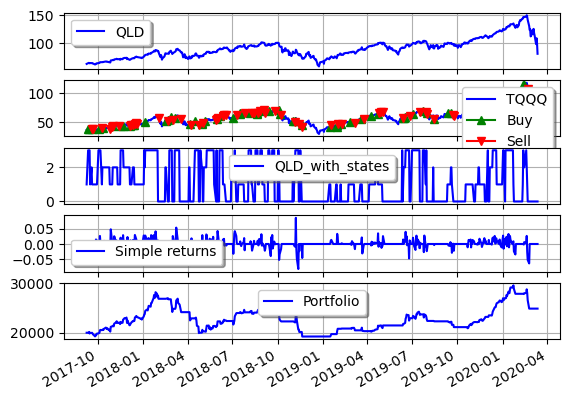 150
QLD
100
100
TQQQ
Buy
50
Sell
QLD_with_states
2
0
0.05
0.00
Simple returns
−0.05
30000
Portfolio
20000
2017-10 2018-01 2018-04 2018-07 2018-10 2019-01 2019-04 2019-07 2019-10 2020-01 2020-04